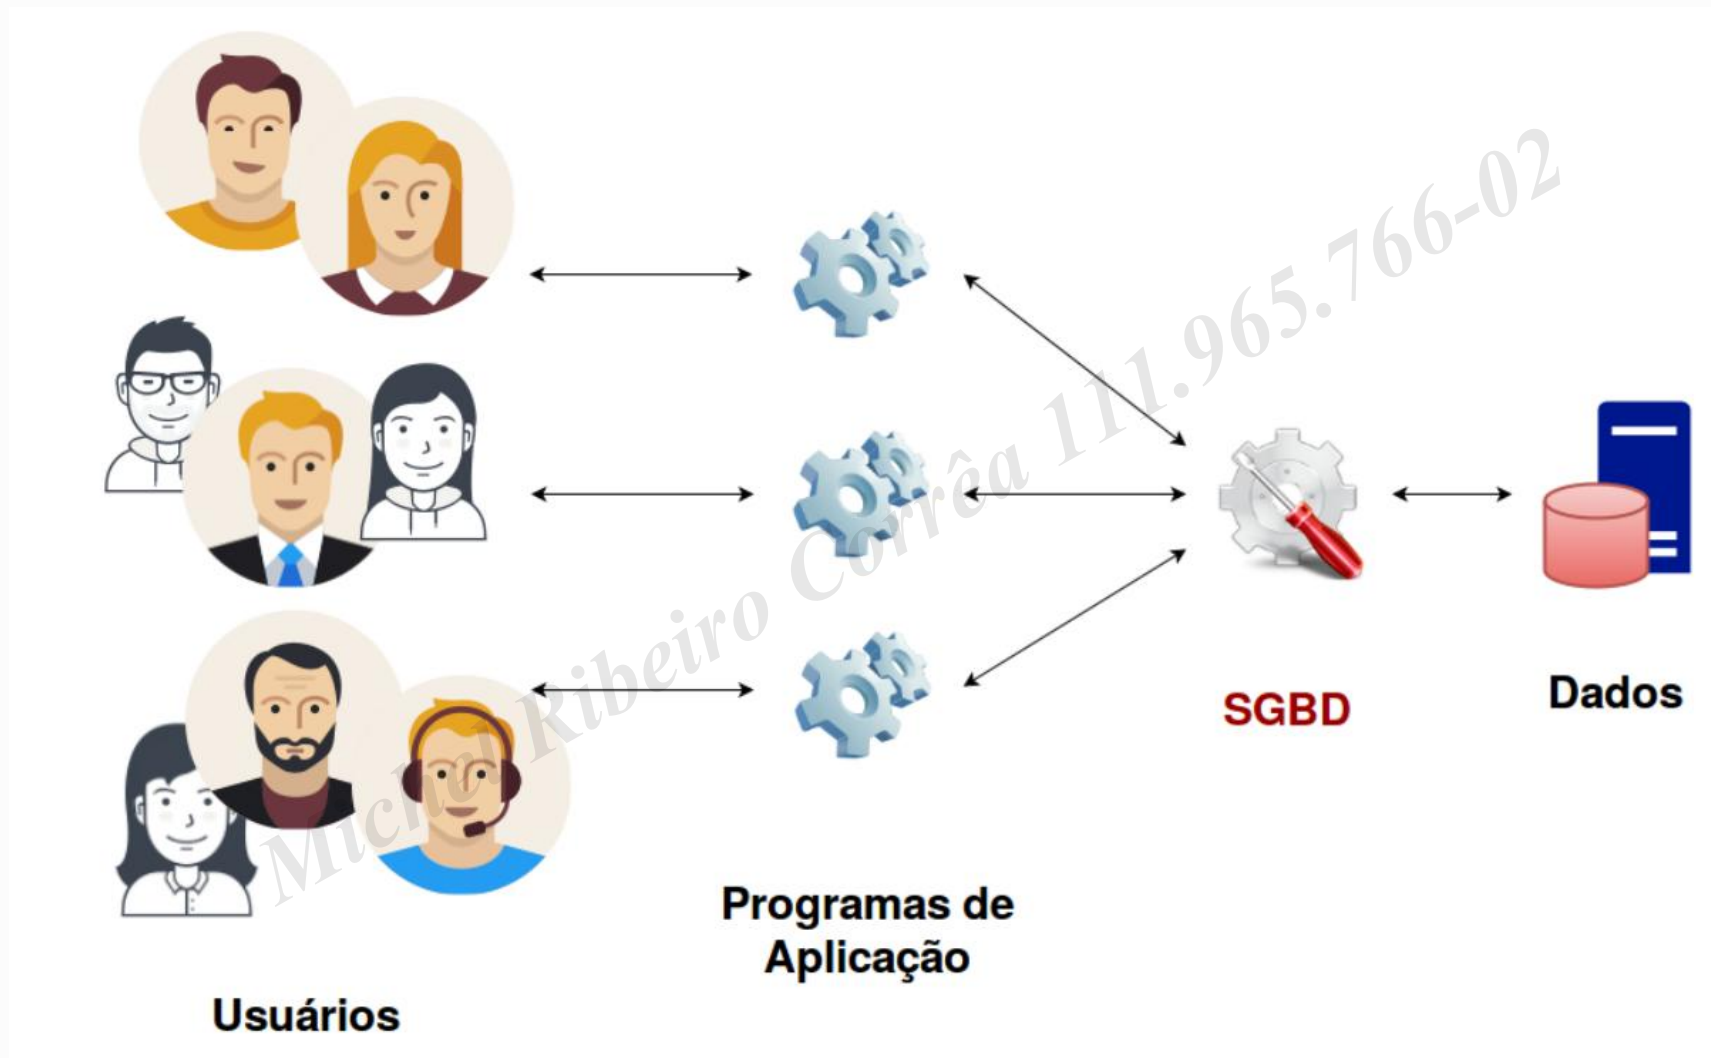 Michel Ribeiro Corrêa 111.965.766-02
SGBD
Dados
Programas de
Aplicação
Usuários